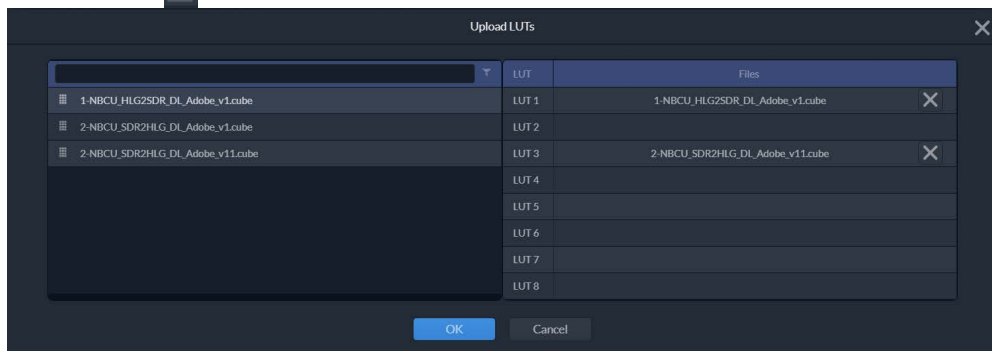 Upload LUTs
LUT Files
1-NBCU_HLG2SDR_DL_Adobe_v1.cube LUT 1 1-NBCU_HLG2SDR_DL_Adobe_v1.cube
2-NBCU_SDR2HLG_DL_Adobe_v1.cube LUT 2
2-NBCU_SDR2HLG_DL_Adobe_v11.cube LUT 3 2-NBCU_SDR2HLG_DL_Adobe_v11.cube
LUT 4
LUT 5
LUT 6
LUT 7
LUT 8
OK Cancel